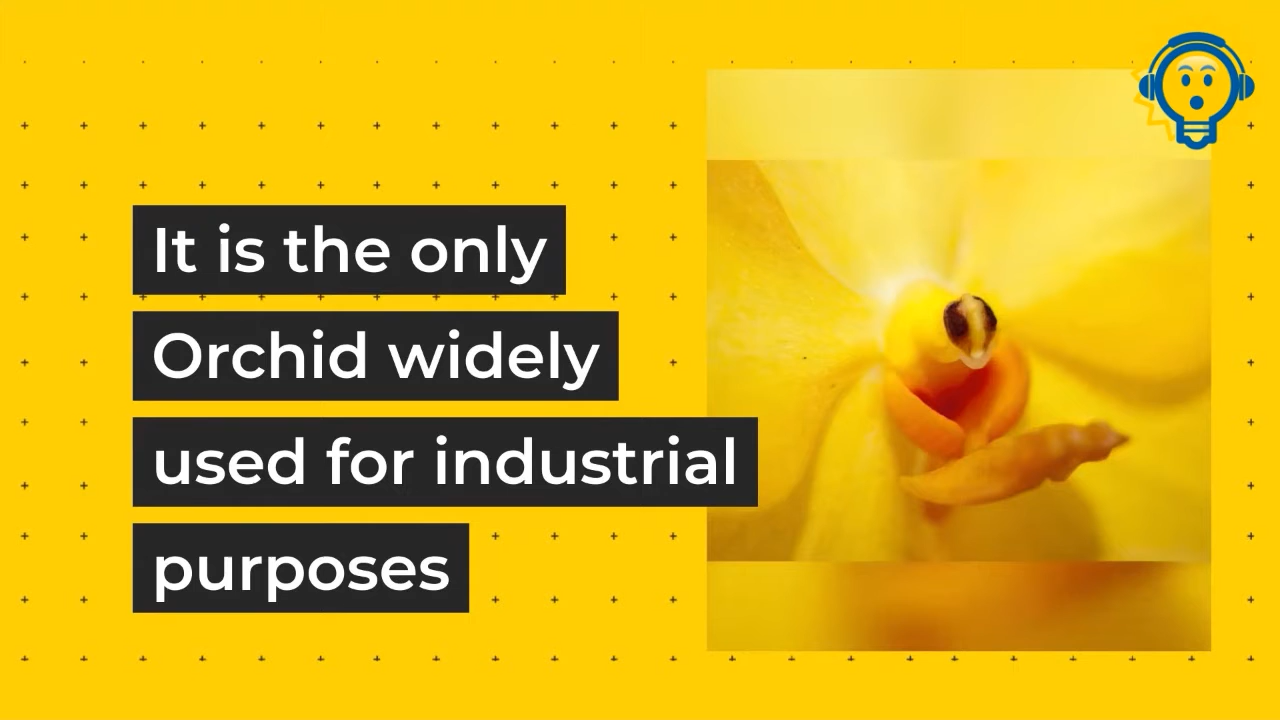 It is the only
Orchid widely
used for industrial
purposes